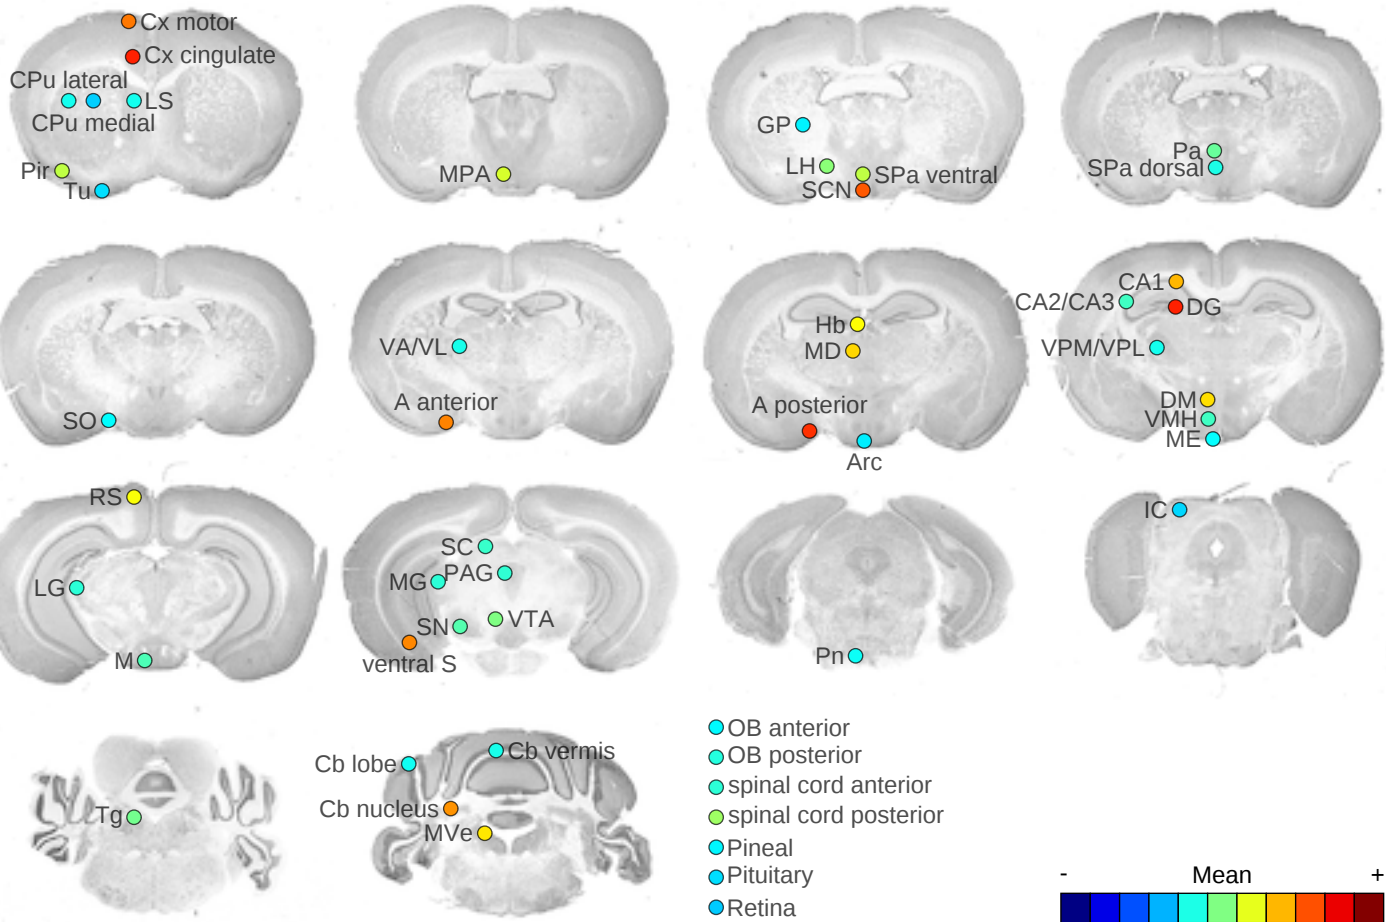 Cx motor
Cx cingulate
CPu lateral
LS
CPu medial
Pir
Tu
MPA
GP
LH
SPa ventral
SCN
Pa
SPa dorsal
SO
VA/VL
A anterior
Hb
MD
A posterior
Arc
CA1
CA2/CA3
DG
VPM/VPL
DM
VMH
ME
RS
LG
M
SC
PAG
MG
SN
VTA
ventral S
Pn
IC
Tg
Cb vermis
Cb lobe
Cb nucleus
MVe
OB anterior
OB posterior
spinal cord anterior
spinal cord posterior
Pineal
Pituitary
Retina
- Mean +